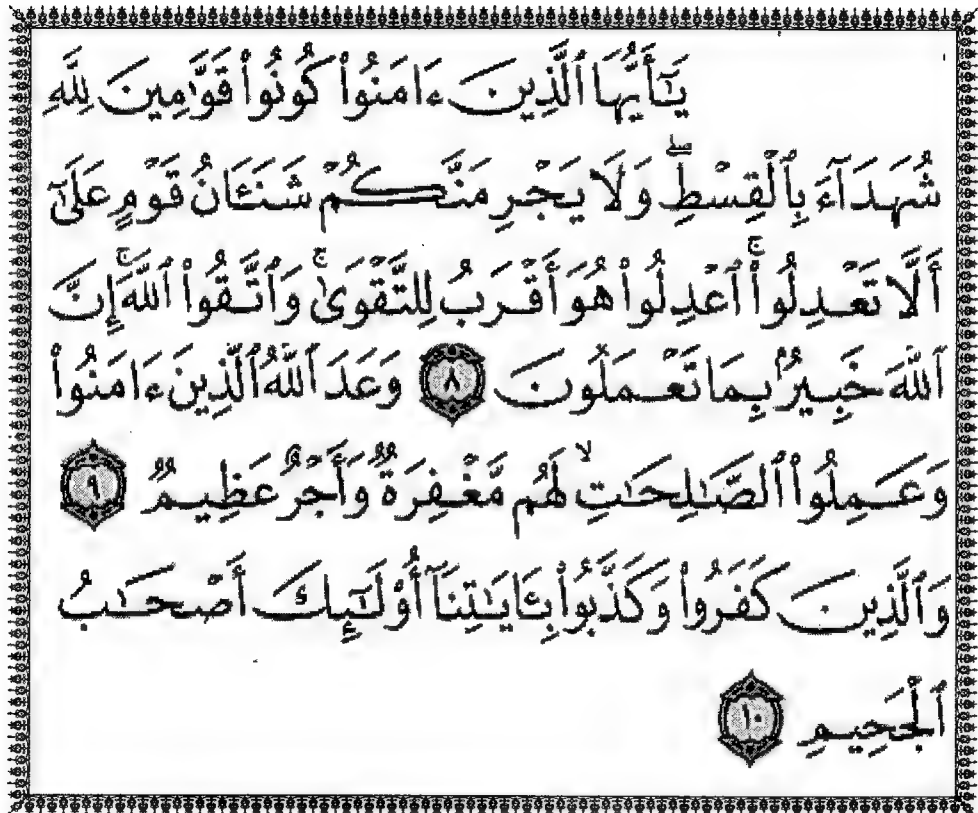 يَٰٓأَيُّهَا ٱلَّذِينَ ءَامَنُوا۟ كُونُوا۟ قَوَّٰمِينَ لِلَّهِ
شُهَدَآءَ بِٱلْقِسْطِ ۖ وَلَا يَجْرِمَنَّكُمْ شَنَـَٔانُ قَوْمٍ عَلَىٰٓ
أَلَّا تَعْدِلُوا۟ ۚ ٱعْدِلُوا۟ هُوَ أَقْرَبُ لِلتَّقْوَىٰ ۖ وَٱتَّقُوا۟ ٱللَّهَ ۚ إِنَّ
ٱللَّهَ خَبِيرٌۢ بِمَا تَعْمَلُونَ ٨ وَعَدَ ٱللَّهُ ٱلَّذِينَ ءَامَنُوا۟
وَعَمِلُوا۟ ٱلصَّٰلِحَٰتِ ۙ لَهُم مَّغْفِرَةٌ وَأَجْرٌ عَظِيمٌ ٩
وَٱلَّذِينَ كَفَرُوا۟ وَكَذَّبُوا۟ بِـَٔايَٰتِنَآ أُو۟لَٰٓئِكَ أَصْحَٰبُ
ٱلْجَحِيمِ ١٠